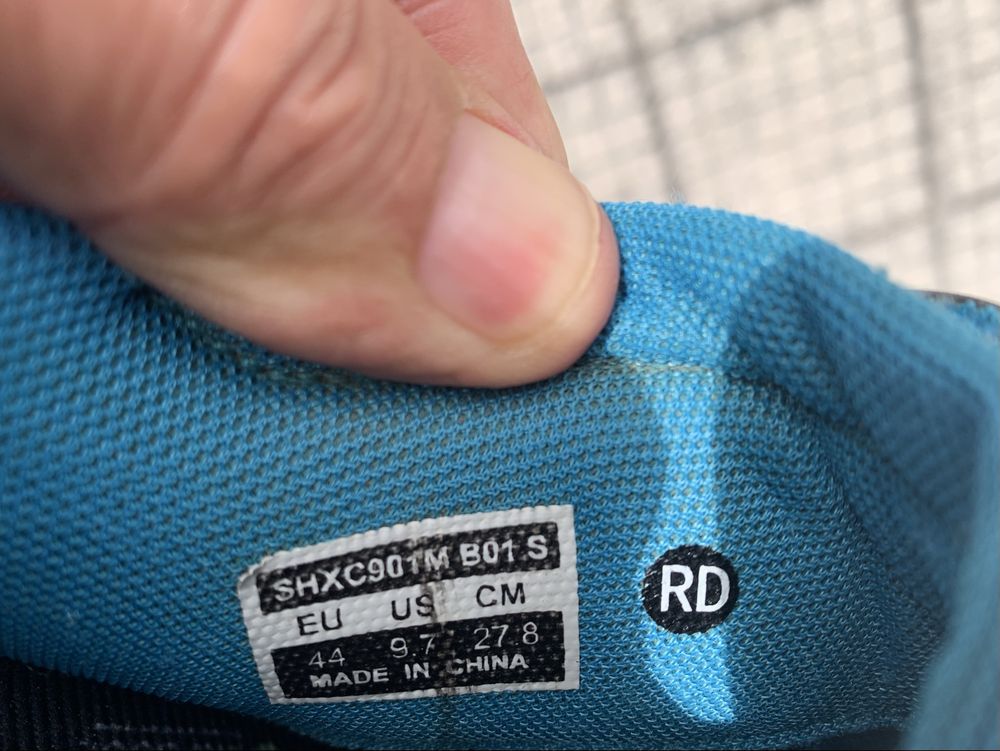 SHXC901M B01 S
EU US CM
44 9.7 27.8
MADE IN CHINA
RD